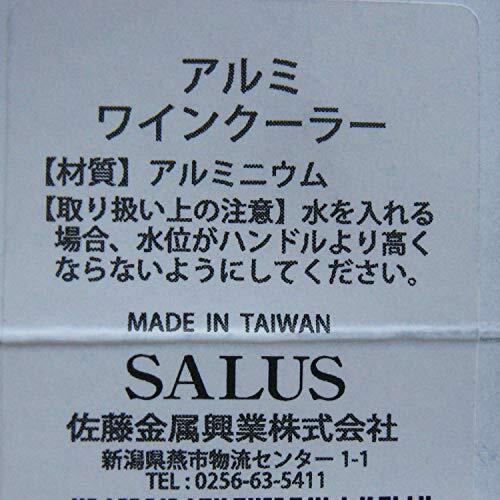 アルミ
ワインクーラー
【材質】アルミニウム
【取り扱い上の注意】水を入れる
場合、水位がハンドルより高く
ならないようにしてください。
MADE IN TAIWAN
SALUS
佐藤金属興業株式会社
新潟県燕市物流センター 1-1
TEL : 0256-63-5411